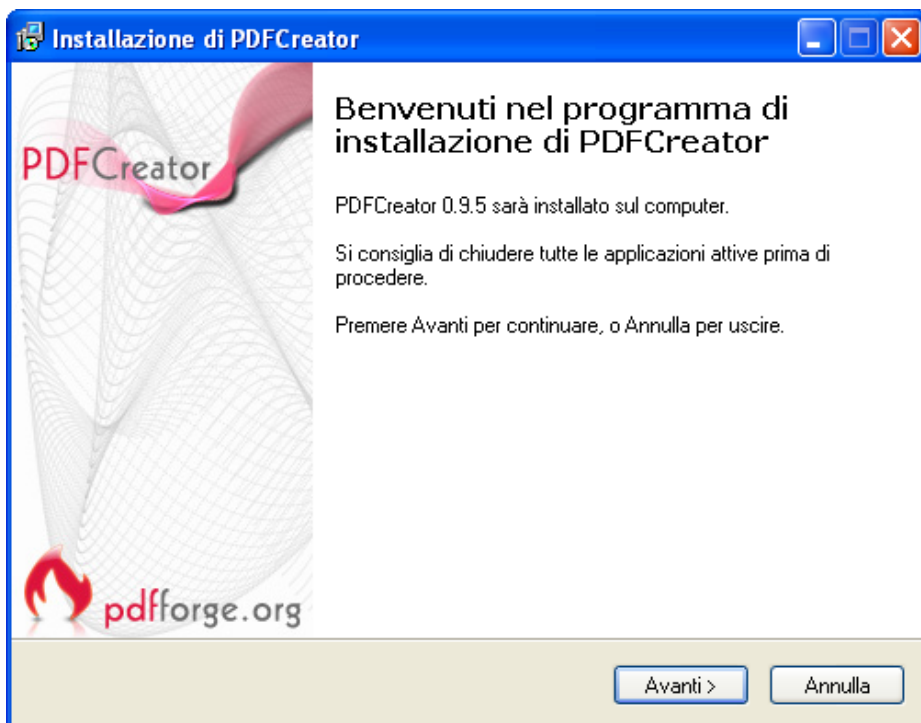 Installazione di PDFCreator
Benvenuti nel programma di
installazione di PDFCreator
PDFCreator
PDFCreator 0.9.5 sarà installato sul computer.
Si consiglia di chiudere tutte le applicazioni attive prima di
procedere.
Premere Avanti per continuare, o Annulla per uscire.
pdfforge.org
Avanti >
Annulla